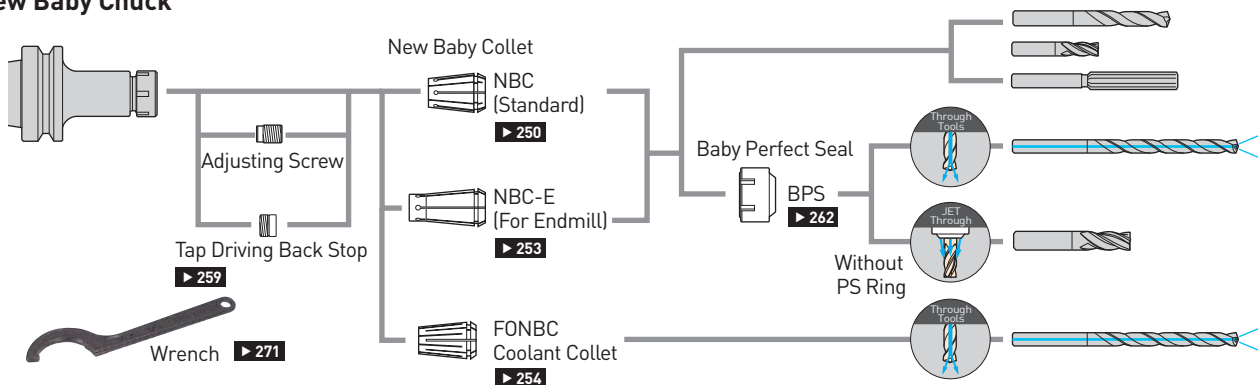 ew Baby Chuck
New Baby Collet
NBC
(Standard)
▶ 250
Adjusting Screw
Tap Driving Back Stop
▶ 259
Wrench ▶ 271
NBC-E
(For Endmill)
▶ 253
FONBC
Coolant Collet
▶ 254
Baby Perfect Seal
BPS
▶ 262
Through
Tools
JET
Through
Without
PS Ring
Through
Tools